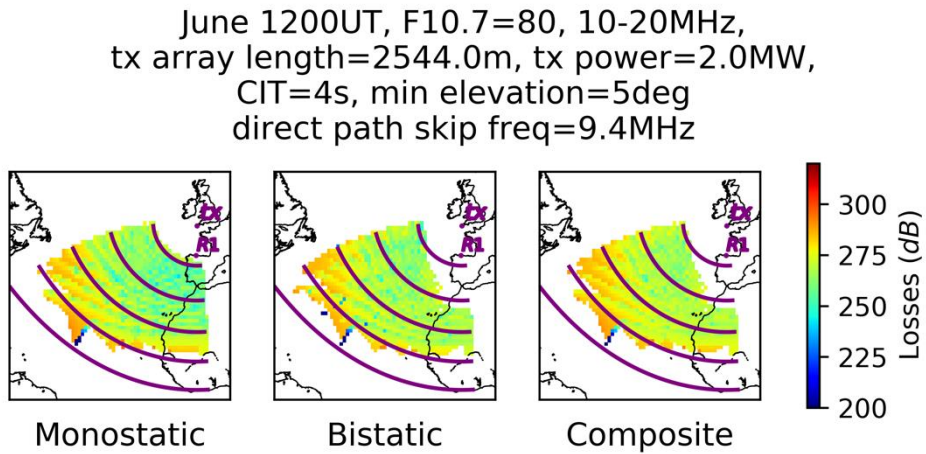 June 1200UT, F10.7=80, 10-20MHz,
tx array length=2544.0m, tx power=2.0MW,
CIT=4s, min elevation=5deg
direct path skip freq=9.4MHz
tx
R1
tx
R1
tx
R1
300
275
250
225
200
Losses (dB)
Monostatic
Bistatic
Composite